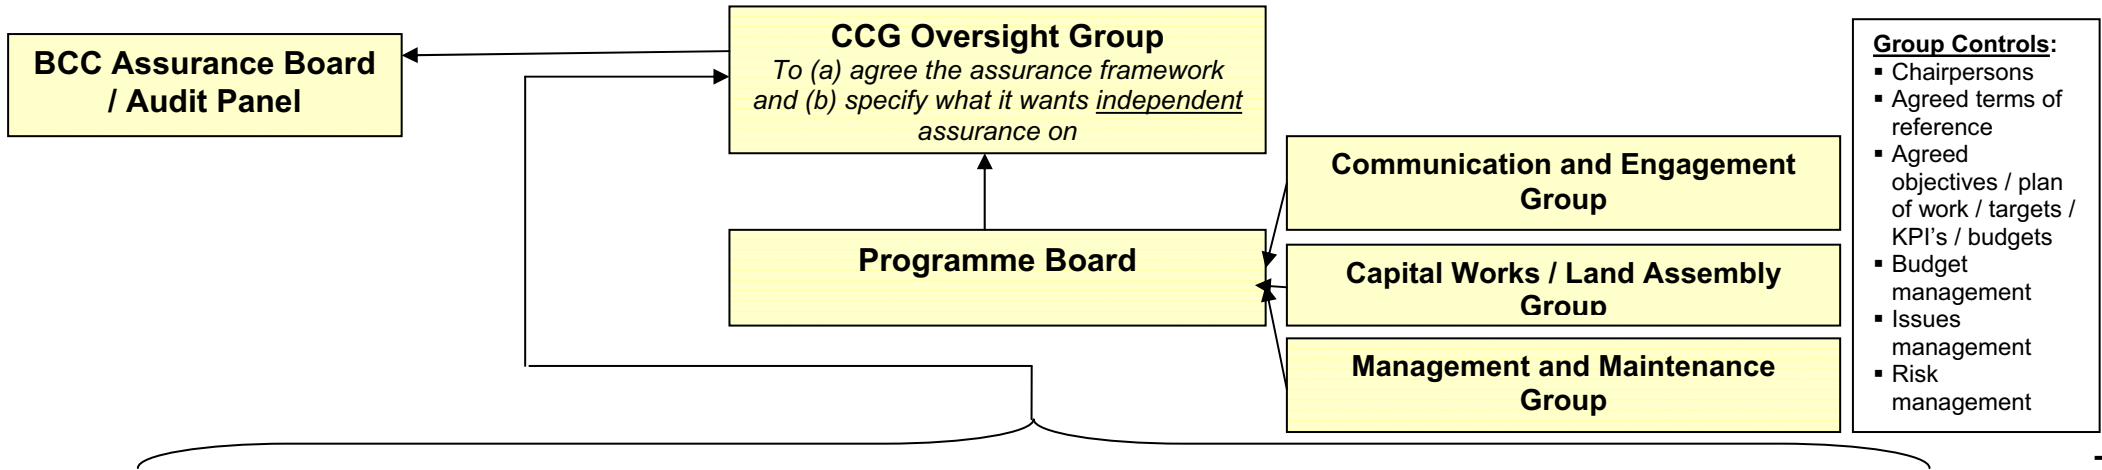 BCC Assurance Board
/ Audit Panel
CCG Oversight Group
To (a) agree the assurance framework
and (b) specify what it wants independent
assurance on
Programme Board
Communication and Engagement
Group
Capital Works / Land Assembly
Group
Management and Maintenance
Group
Group Controls:
▪ Chairpersons
▪ Agreed terms of
reference
▪ Agreed
objectives / plan
of work / targets /
KPI's / budgets
▪ Budget
management
▪ Issues
management
▪ Risk
management